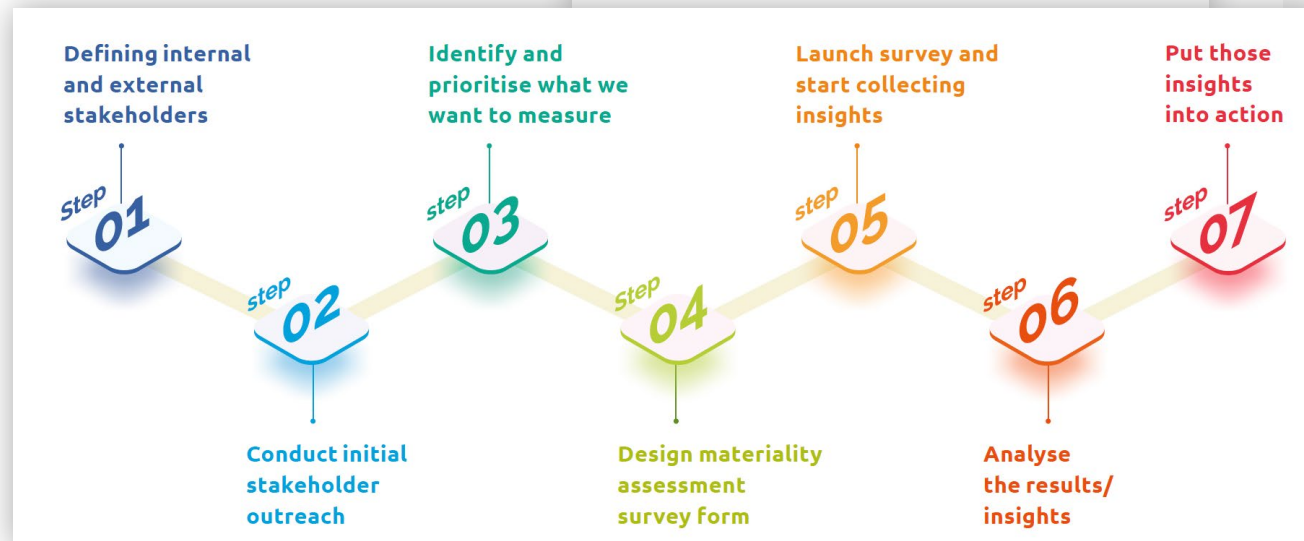 Defining internal
and external
stakeholders
Step
01
step
02
Conduct initial
stakeholder
outreach
Identify and
prioritise what we
want to measure
step
03
step
04
Design materiality
assessment
survey form
Launch survey and
start collecting
insights
step
05
step
06
Analyse
the results/
insights
Put those
insights
into action
step
07